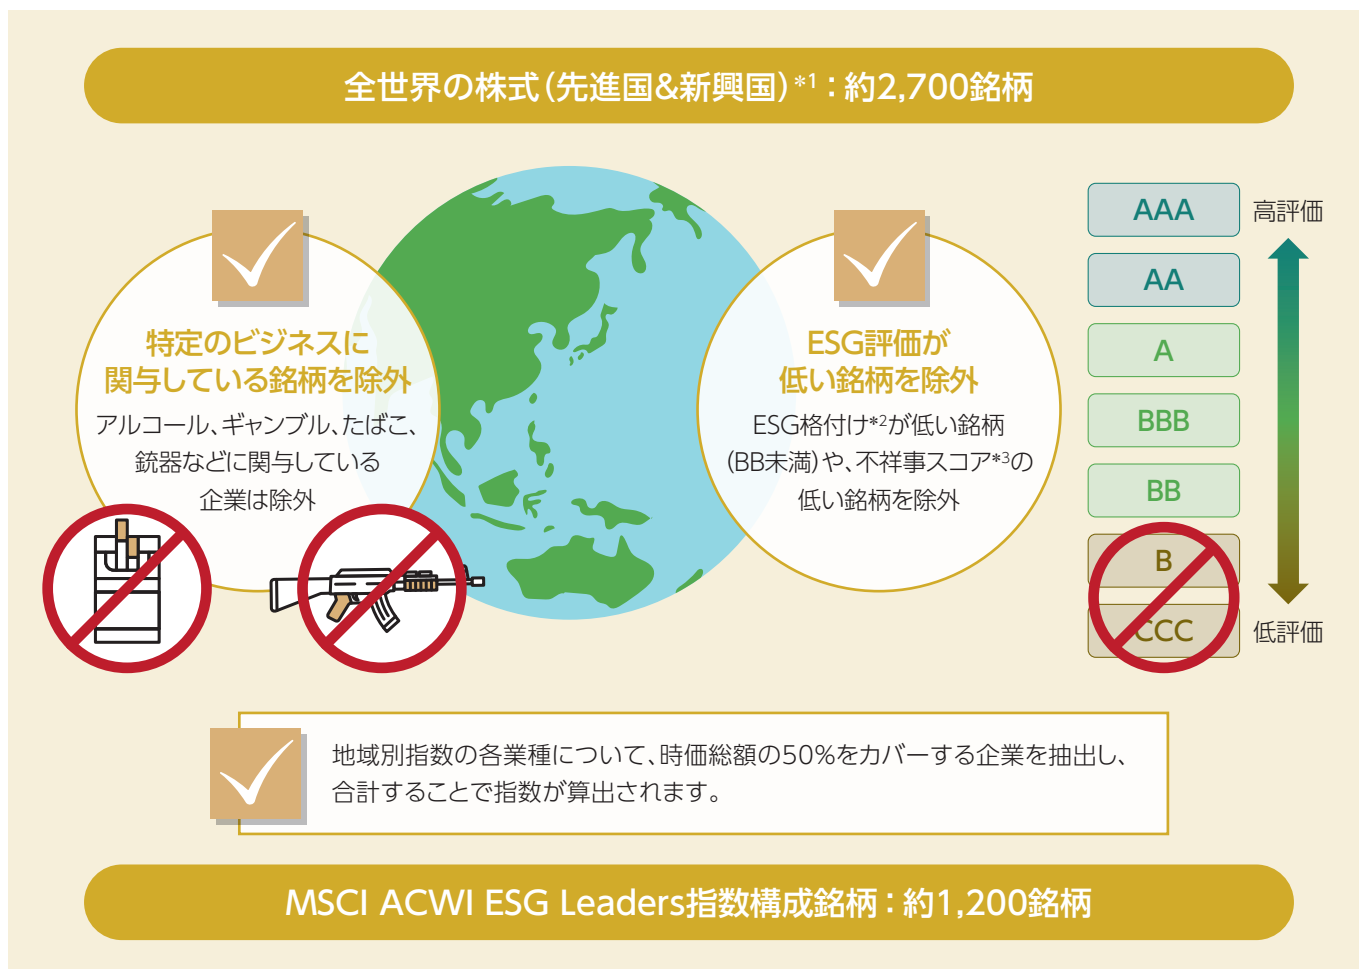 全世界の株式(先進国&新興国)*1：約2,700銘柄
特定のビジネスに
関与している銘柄を除外
アルコール、ギャンブル、たばこ、
銃器などに関与している
企業は除外
ESG評価が
低い銘柄を除外
ESG格付け*2が低い銘柄
(BB未満)や、不祥事スコア*3の
低い銘柄を除外
AAA
高評価
AA
A
BBB
BB
B
CCC
低評価
地域別指数の各業種について、時価総額の50%をカバーする企業を抽出し、
合計することで指数が算出されます。
MSCI ACWI ESG Leaders指数構成銘柄：約1,200銘柄